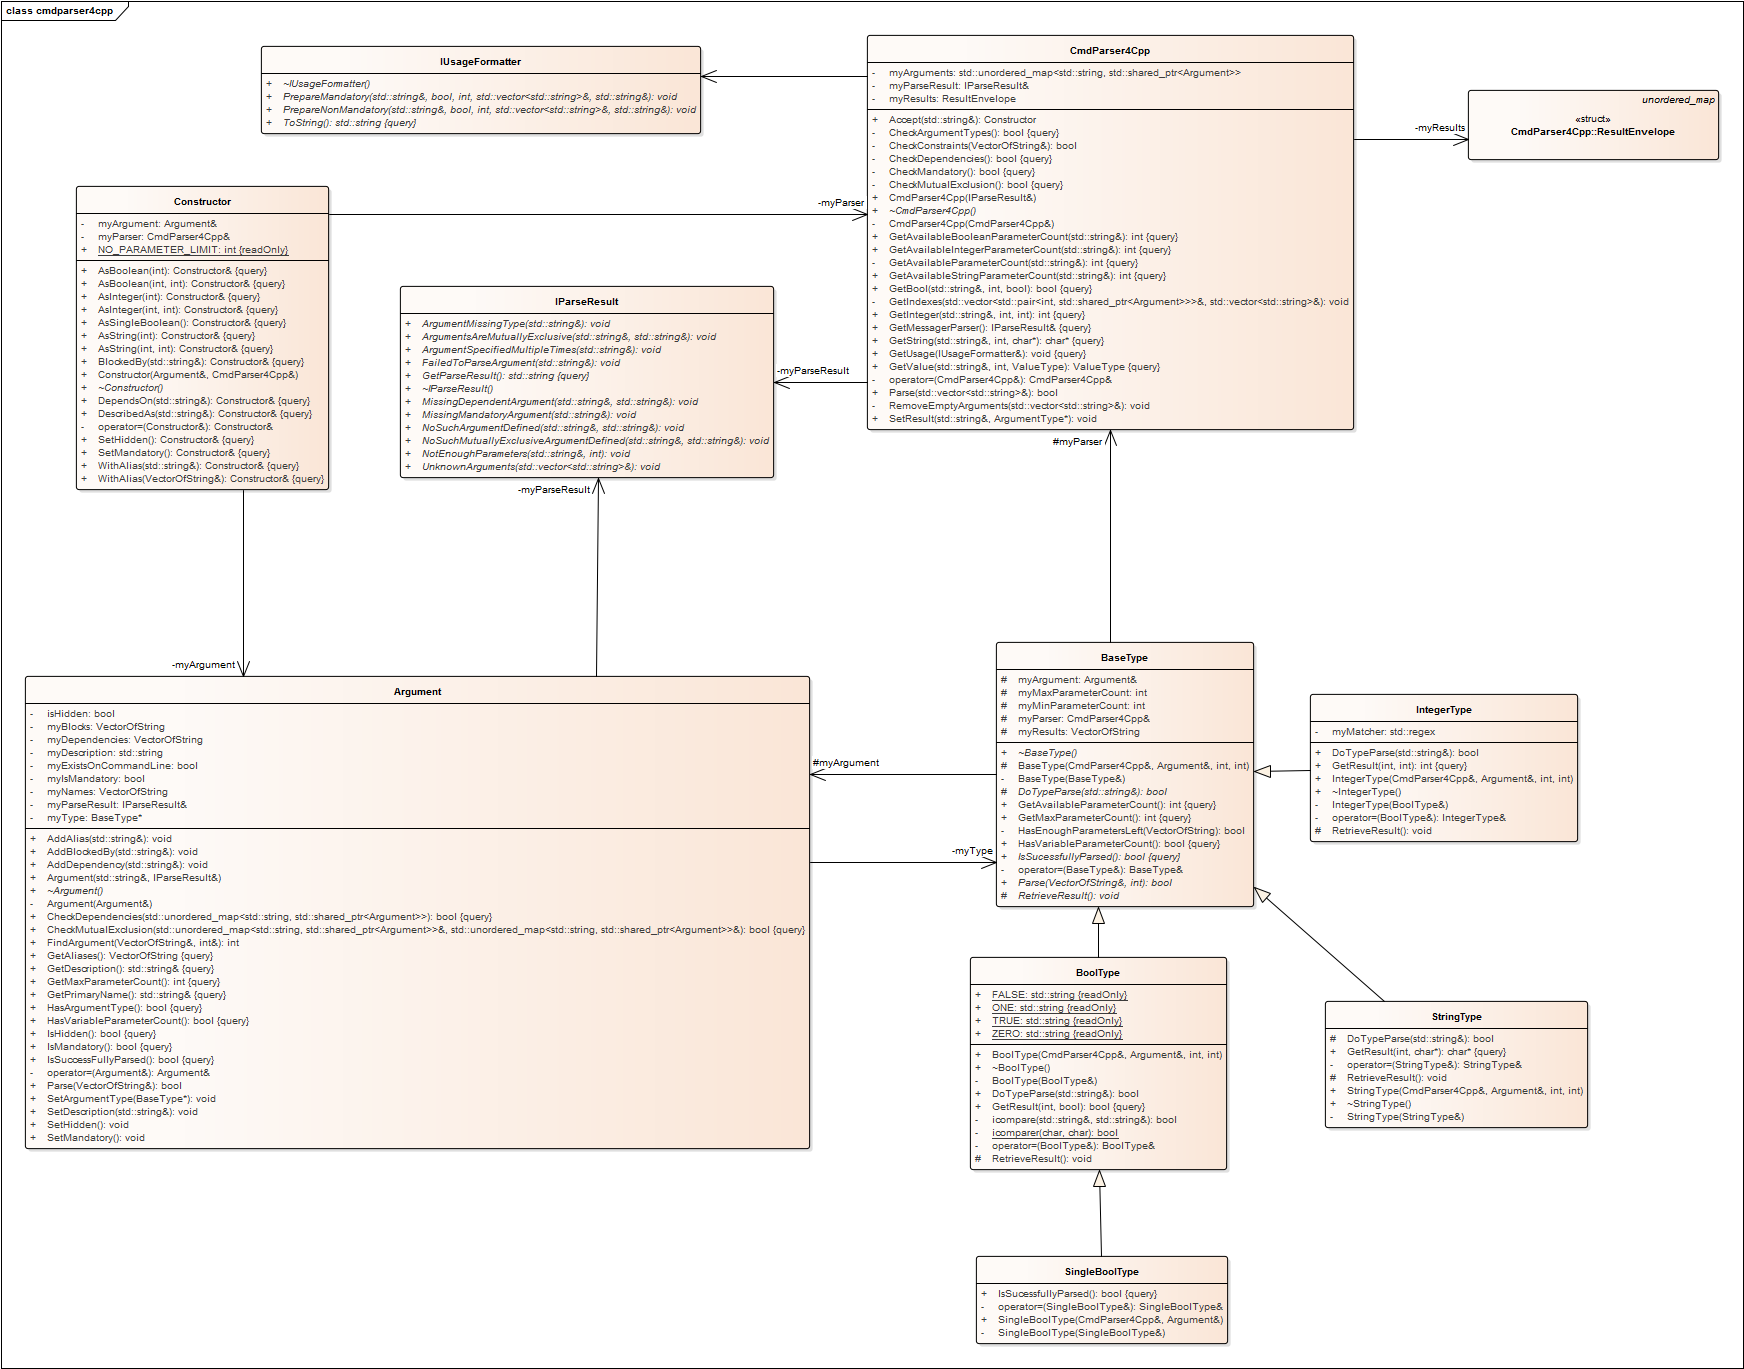 class cmdparser4cpp
IUsageFormatter
+ ~IUsageFormatter()
+ PrepareMandatory(std::string&, bool, int, std::vector<std::string>&, std::string&): void
+ PrepareNonMandatory(std::string&, bool, int, std::vector<std::string>&, std::string&): void
+ ToString(): std::string {query}
CmdParser4Cpp
- myArguments: std::unordered_map<std::string, std::shared_ptr<Argument>>
- myParseResult: IParseResult&
- myResults: ResultEnvelope
+ Accept(std::string&): Constructor
- CheckArgumentTypes(): bool {query}
- CheckConstraints(VectorOfString&): bool
- CheckDependencies(): bool {query}
- CheckMandatory(): bool {query}
- CheckMutualExclusion(): bool {query}
+ CmdParser4Cpp(IParseResult&)
+ ~CmdParser4Cpp()
- CmdParser4Cpp(CmdParser4Cpp&)
+ GetAvailableBooleanParameterCount(std::string&): int {query}
+ GetAvailableIntegerParameterCount(std::string&): int {query}
- GetAvailableParameterCount(std::string&): int {query}
+ GetAvailableStringParameterCount(std::string&): int {query}
+ GetBool(std::string&, int, bool): bool {query}
- GetIndexes(std::vector<std::pair<int, std::shared_ptr<Argument>>>&, std::vector<std::string>&): void
+ GetInteger(std::string&, int, int): int {query}
+ GetMessagerParser(): IParseResult& {query}
+ GetString(std::string&, int, char*): char* {query}
+ GetUsage(IUsageFormatter&): void {query}
+ GetValue(std::string&, int, ValueType): ValueType {query}
- operator=(CmdParser4Cpp&): CmdParser4Cpp&
+ Parse(std::vector<std::string>&): bool
- RemoveEmptyArguments(std::vector<std::string>&): void
+ SetResult(std::string&, ArgumentType*): void
unordered_map
«struct»
CmdParser4Cpp::ResultEnvelope
-myResults
Constructor
- myArgument: Argument&
- myParser: CmdParser4Cpp&
+ NO_PARAMETER_LIMIT: int {readOnly}
+ AsBoolean(int): Constructor& {query}
+ AsBoolean(int, int): Constructor& {query}
+ AsInteger(int): Constructor& {query}
+ AsInteger(int, int): Constructor& {query}
+ AsSingleBoolean(): Constructor& {query}
+ AsString(int): Constructor& {query}
+ AsString(int, int): Constructor& {query}
+ BlockedBy(std::string&): Constructor& {query}
+ Constructor(Argument&, CmdParser4Cpp&)
+ ~Constructor()
+ DependsOn(std::string&): Constructor& {query}
+ DescribedAs(std::string&): Constructor& {query}
- operator=(Constructor&): Constructor&
+ SetHidden(): Constructor& {query}
+ SetMandatory(): Constructor& {query}
+ WithAlias(std::string&): Constructor& {query}
+ WithAlias(VectorOfString&): Constructor& {query}
-myParser
IParseResult
+ ArgumentMissingType(std::string&): void
+ ArgumentsAreMutuallyExclusive(std::string&, std::string&): void
+ ArgumentSpecifiedMultipleTimes(std::string&): void
+ FailedToParseArgument(std::string&): void
+ GetParseResult(): std::string {query}
+ ~IParseResult()
+ MissingDependentArgument(std::string&, std::string&): void
+ MissingMandatoryArgument(std::string&): void
+ NoSuchArgumentDefined(std::string&, std::string&): void
+ NoSuchMutuallyExclusiveArgumentDefined(std::string&, std::string&): void
+ NotEnoughParameters(std::string&, int): void
+ UnknownArguments(std::vector<std::string>&): void
-myParseResult
#myParser
-myParseResult
-myArgument
Argument
- isHidden: bool
- myBlocks: VectorOfString
- myDependencies: VectorOfString
- myDescription: std::string
- myExistsOnCommandLine: bool
- myIsMandatory: bool
- myNames: VectorOfString
- myParseResult: IParseResult&
- myType: BaseType*
+ AddAlias(std::string&): void
+ AddBlockedBy(std::string&): void
+ AddDependency(std::string&): void
+ Argument(std::string&, IParseResult&)
+ ~Argument()
- Argument(Argument&)
+ CheckDependencies(std::unordered_map<std::string, std::shared_ptr<Argument>>): bool {query}
+ CheckMutualExclusion(std::unordered_map<std::string, std::shared_ptr<Argument>>&, std::unordered_map<std::string, std::shared_ptr<Argument>>&): bool {query}
+ FindArgument(VectorOfString&, int&): int
+ GetAliases(): VectorOfString {query}
+ GetDescription(): std::string& {query}
+ GetMaxParameterCount(): int {query}
+ GetPrimaryName(): std::string& {query}
+ HasArgumentType(): bool {query}
+ HasVariableParameterCount(): bool {query}
+ IsHidden(): bool {query}
+ IsMandatory(): bool {query}
+ IsSuccessFullyParsed(): bool {query}
- operator=(Argument&): Argument&
+ Parse(VectorOfString&): bool
+ SetArgumentType(BaseType*): void
+ SetDescription(std::string&): void
+ SetHidden(): void
+ SetMandatory(): void
#myArgument
-myType
BaseType
# myArgument: Argument&
# myMaxParameterCount: int
# myMinParameterCount: int
# myParser: CmdParser4Cpp&
# myResults: VectorOfString
+ ~BaseType()
# BaseType(CmdParser4Cpp&, Argument&, int, int)
- BaseType(BaseType&)
# DoTypeParse(std::string&): bool
+ GetAvailableParameterCount(): int {query}
+ GetMaxParameterCount(): int {query}
- HasEnoughParametersLeft(VectorOfString): bool
+ HasVariableParameterCount(): bool {query}
+ IsSucessfullyParsed(): bool {query}
- operator=(BaseType&): BaseType&
+ Parse(VectorOfString&, int): bool
# RetrieveResult(): void
IntegerType
- myMatcher: std::regex
+ DoTypeParse(std::string&): bool
+ GetResult(int, int): int {query}
+ IntegerType(CmdParser4Cpp&, Argument&, int, int)
+ ~IntegerType()
- IntegerType(BoolType&)
- operator=(BoolType&): IntegerType&
# RetrieveResult(): void
BoolType
+ FALSE: std::string {readOnly}
+ ONE: std::string {readOnly}
+ TRUE: std::string {readOnly}
+ ZERO: std::string {readOnly}
+ BoolType(CmdParser4Cpp&, Argument&, int, int)
+ ~BoolType()
- BoolType(BoolType&)
+ DoTypeParse(std::string&): bool
+ GetResult(int, bool): bool {query}
- icompare(std::string&, std::string&): bool
- icomparer(char, char): bool
- operator=(BoolType&): BoolType&
# RetrieveResult(): void
StringType
# DoTypeParse(std::string&): bool
+ GetResult(int, char*): char* {query}
- operator=(StringType&): StringType&
# RetrieveResult(): void
+ StringType(CmdParser4Cpp&, Argument&, int, int)
+ ~StringType()
- StringType(StringType&)
SingleBoolType
+ IsSucessfullyParsed(): bool {query}
- operator=(SingleBoolType&): SingleBoolType&
+ SingleBoolType(CmdParser4Cpp&, Argument&)
- SingleBoolType(SingleBoolType&)